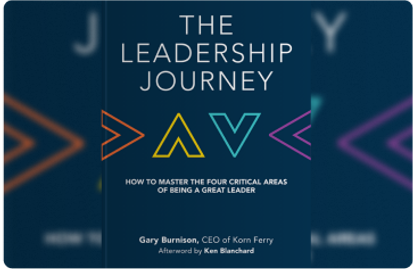 THE
LEADERSHIP
JOURNEY
HOW TO MASTER THE FOUR CRITICAL AREAS
OF BEING A GREAT LEADER
Gary Burnison, CEO of Korn Ferry
Afterword by Ken Blanchard